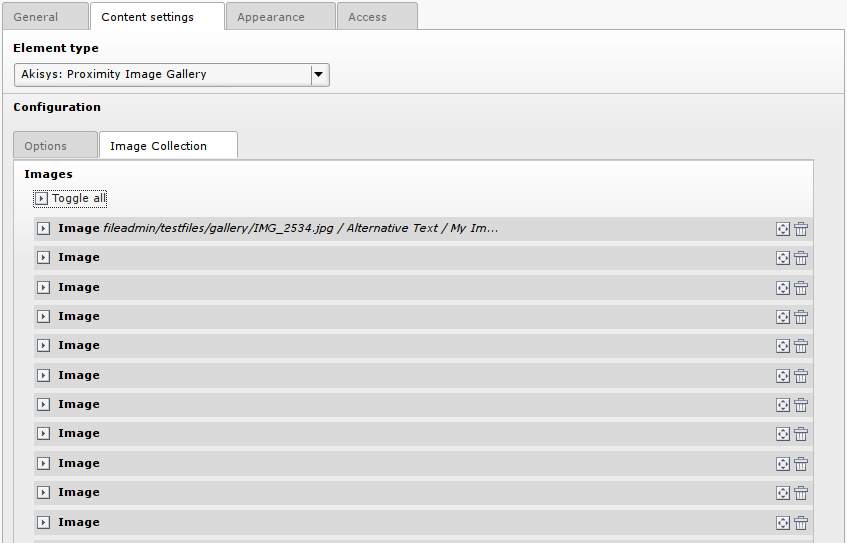 General Content settings Appearance Access
Element type
Akisys: Proximity Image Gallery
Configuration
Options Image Collection
Images
Toggle all
Image fileadmin/testfiles/gallery/IMG_2534.jpg / Alternative Text / My Im...
Image
Image
Image
Image
Image
Image
Image
Image
Image
Image